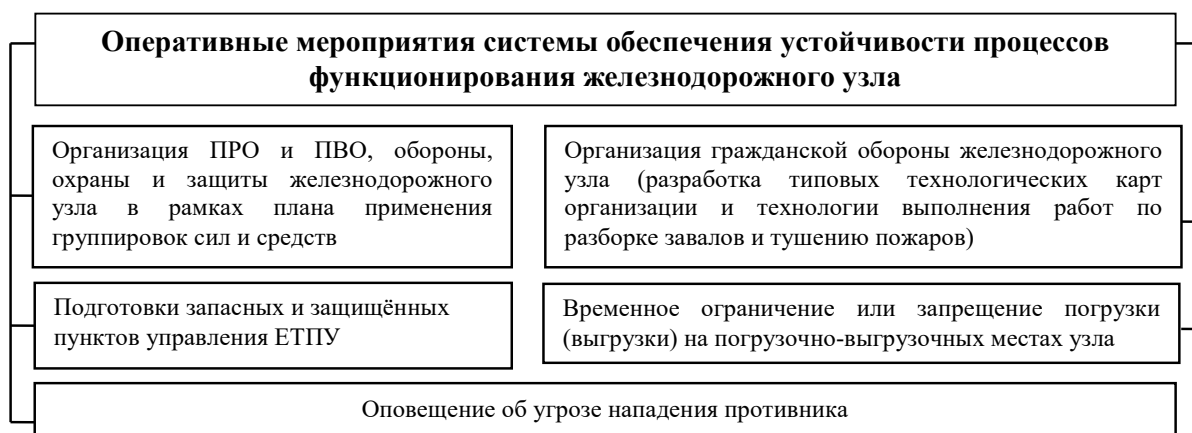 Оперативные мероприятия системы обеспечения устойчивости процессов
функционирования железнодорожного узла
Организация ПРО и ПВО, обороны,
охраны и защиты железнодорожного
узла в рамках плана применения
группировок сил и средств
Организация гражданской обороны железнодорожного
узла (разработка типовых технологических карт
организации и технологии выполнения работ по
разборке завалов и тушению пожаров)
Подготовки запасных и защищённых
пунктов управления ЕТПУ
Временное ограничение или запрещение погрузки
(выгрузки) на погрузочно-выгрузочных местах узла
Оповещение об угрозе нападения противника